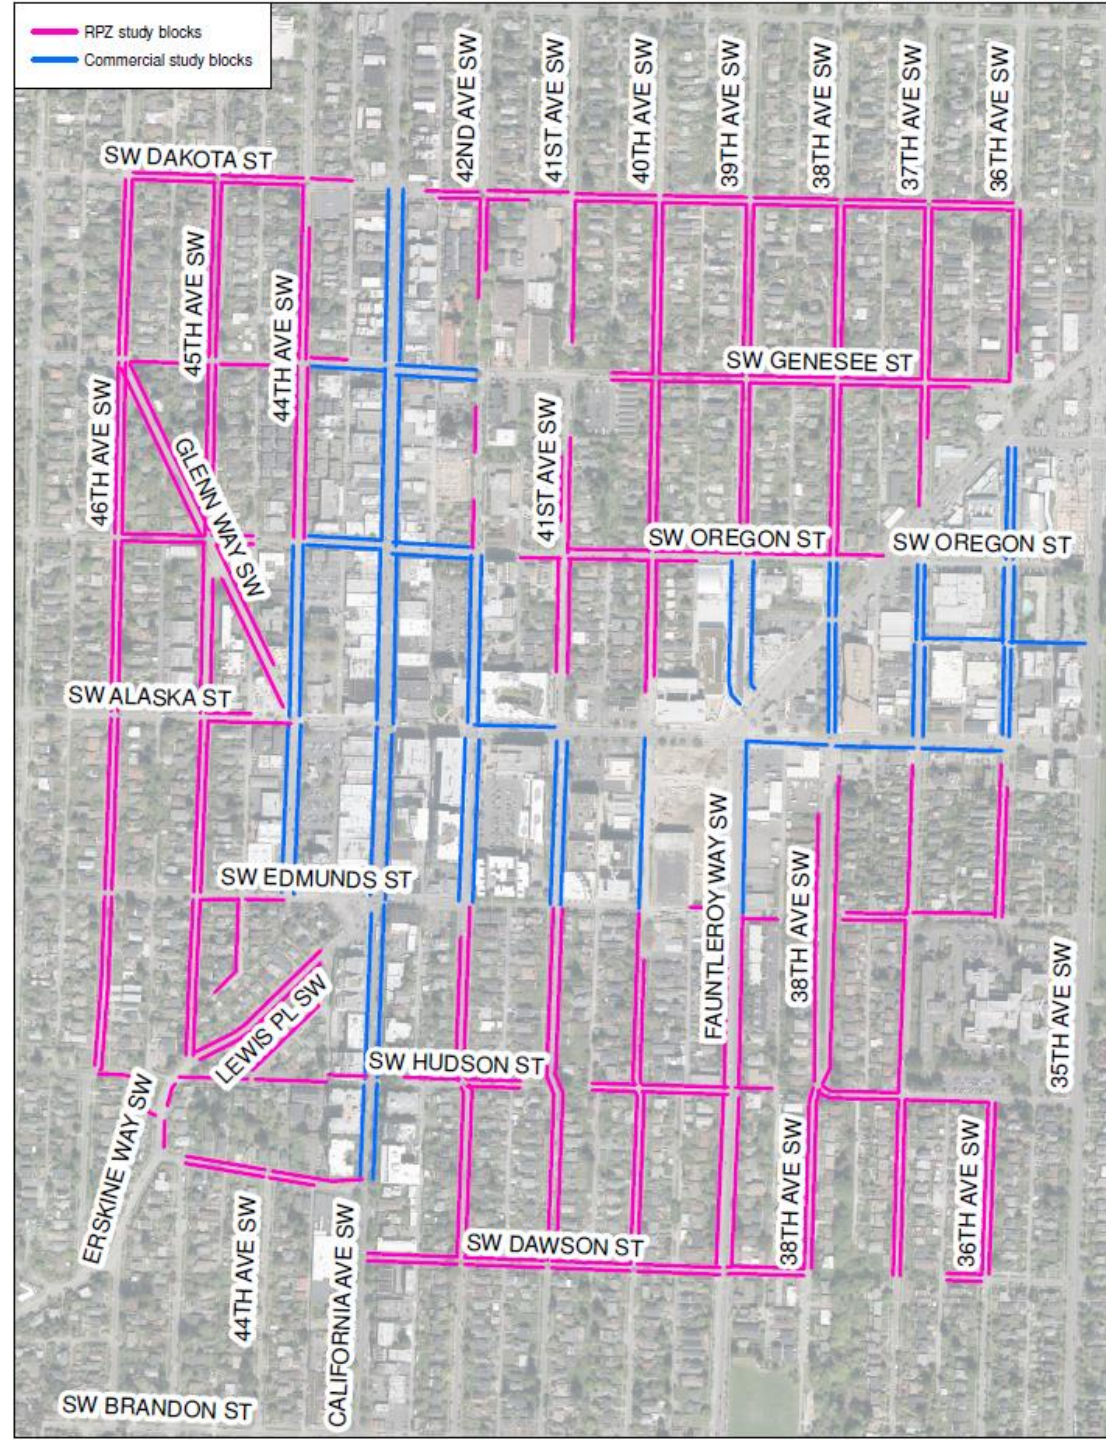 RPZ study blocks
Commercial study blocks
42ND AVE SW
41ST AVE SW
40TH AVE SW
39TH AVE SW
38TH AVE SW
37TH AVE SW
36TH AVE SW
SW DAKOTA ST
45TH AVE SW
44TH AVE SW
SW GENESEE ST
46TH AVE SW
GLENN WAY SW
41ST AVE SW
SW OREGON ST
SW OREGON ST
SW ALASKA ST
SW EDMUNDS ST
FAUNTLEROY WAY SW
38TH AVE SW
35TH AVE SW
LEWIS PL SW
SW HUDSON ST
ERSKINE WAY SW
38TH AVE SW
36TH AVE SW
44TH AVE SW
CALIFORNIA AVE SW
SW DAWSON ST
SW BRANDON ST